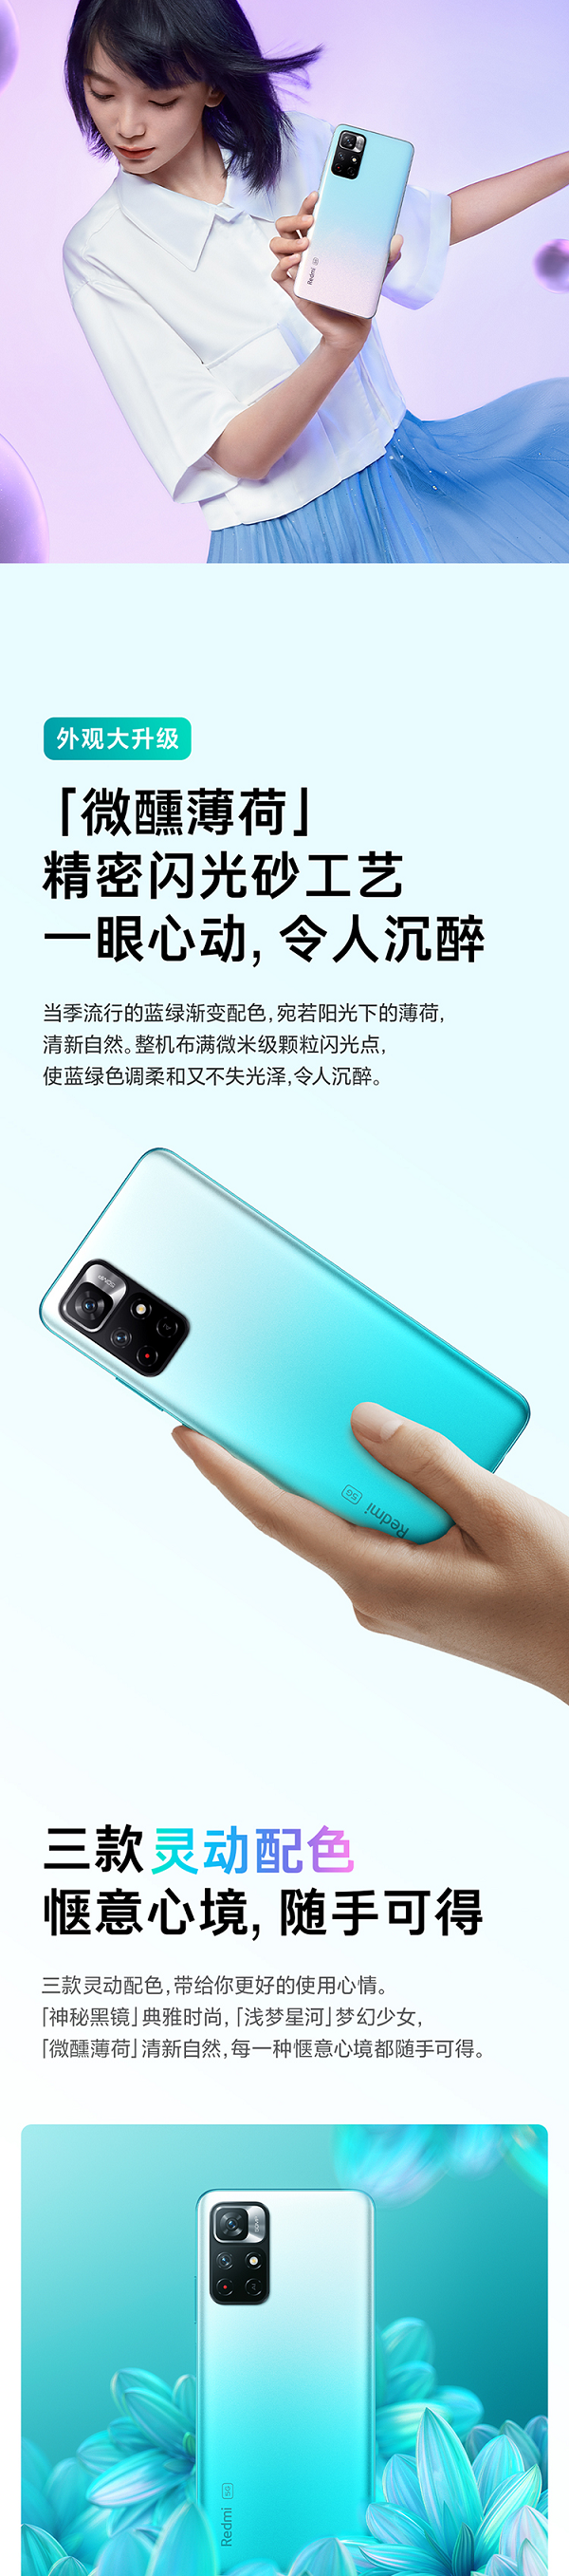 Redmi 5G
外观大升级
「微醺薄荷」
精密闪光砂工艺
一眼心动, 令人沉醉
当季流行的蓝绿渐变配色, 宛若阳光下的薄荷,
清新自然。整机布满微米级颗粒闪光点,
使蓝绿色调柔和又不失光泽, 令人沉醉。
50MP
AI
Redmi 5G
三款灵动配色
惬意心境, 随手可得
三款灵动配色, 带给你更好的使用心情。
「神秘黑镜」典雅时尚, 「浅梦星河」梦幻少女,
「微醺薄荷」清新自然, 每一种惬意心境都随手可得。
50MP
AI
Redmi 5G